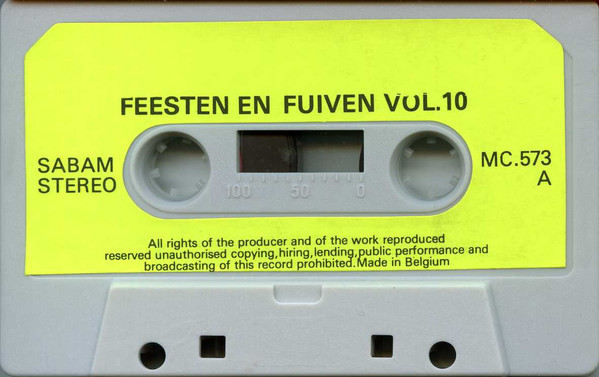 FEESTEN EN FUIVEN VOL.10
SABAM
STEREO
MC.573
A
100 50 0
All rights of the producer and of the work reproduced
reserved unauthorised copying,hiring,lending,public performance and
broadcasting of this record prohibited.Made in Belgium